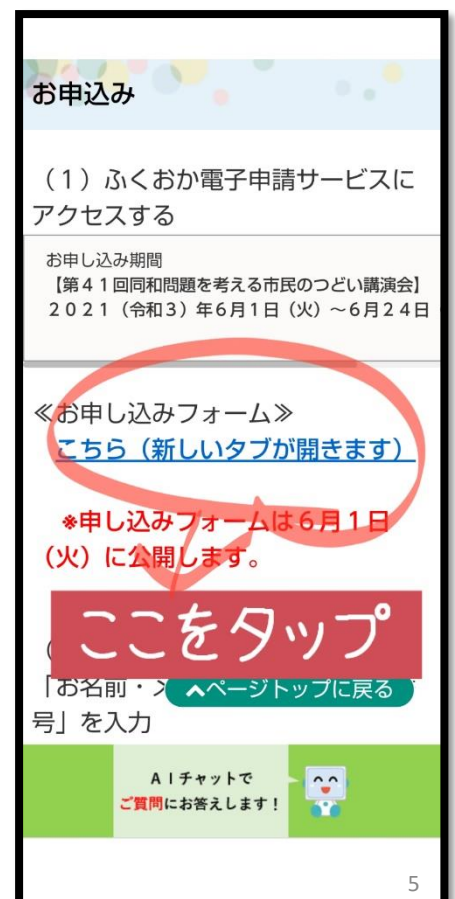 お申込み
（1）ふくおか電子申請サービスに
アクセスする
お申し込み期間
【第４１回同和問題を考える市民のつどい講演会】
２０２１（令和３）年６月１日（火）～６月２４日
≪お申し込みフォーム≫
こちら（新しいタブが開きます）
※申し込みフォームは６月１日
（火）に公開します。
ここをタップ
（
「お名前・
ページトップに戻る
号」を入力
ＡＩチャットで
ご質問にお答えします！
5